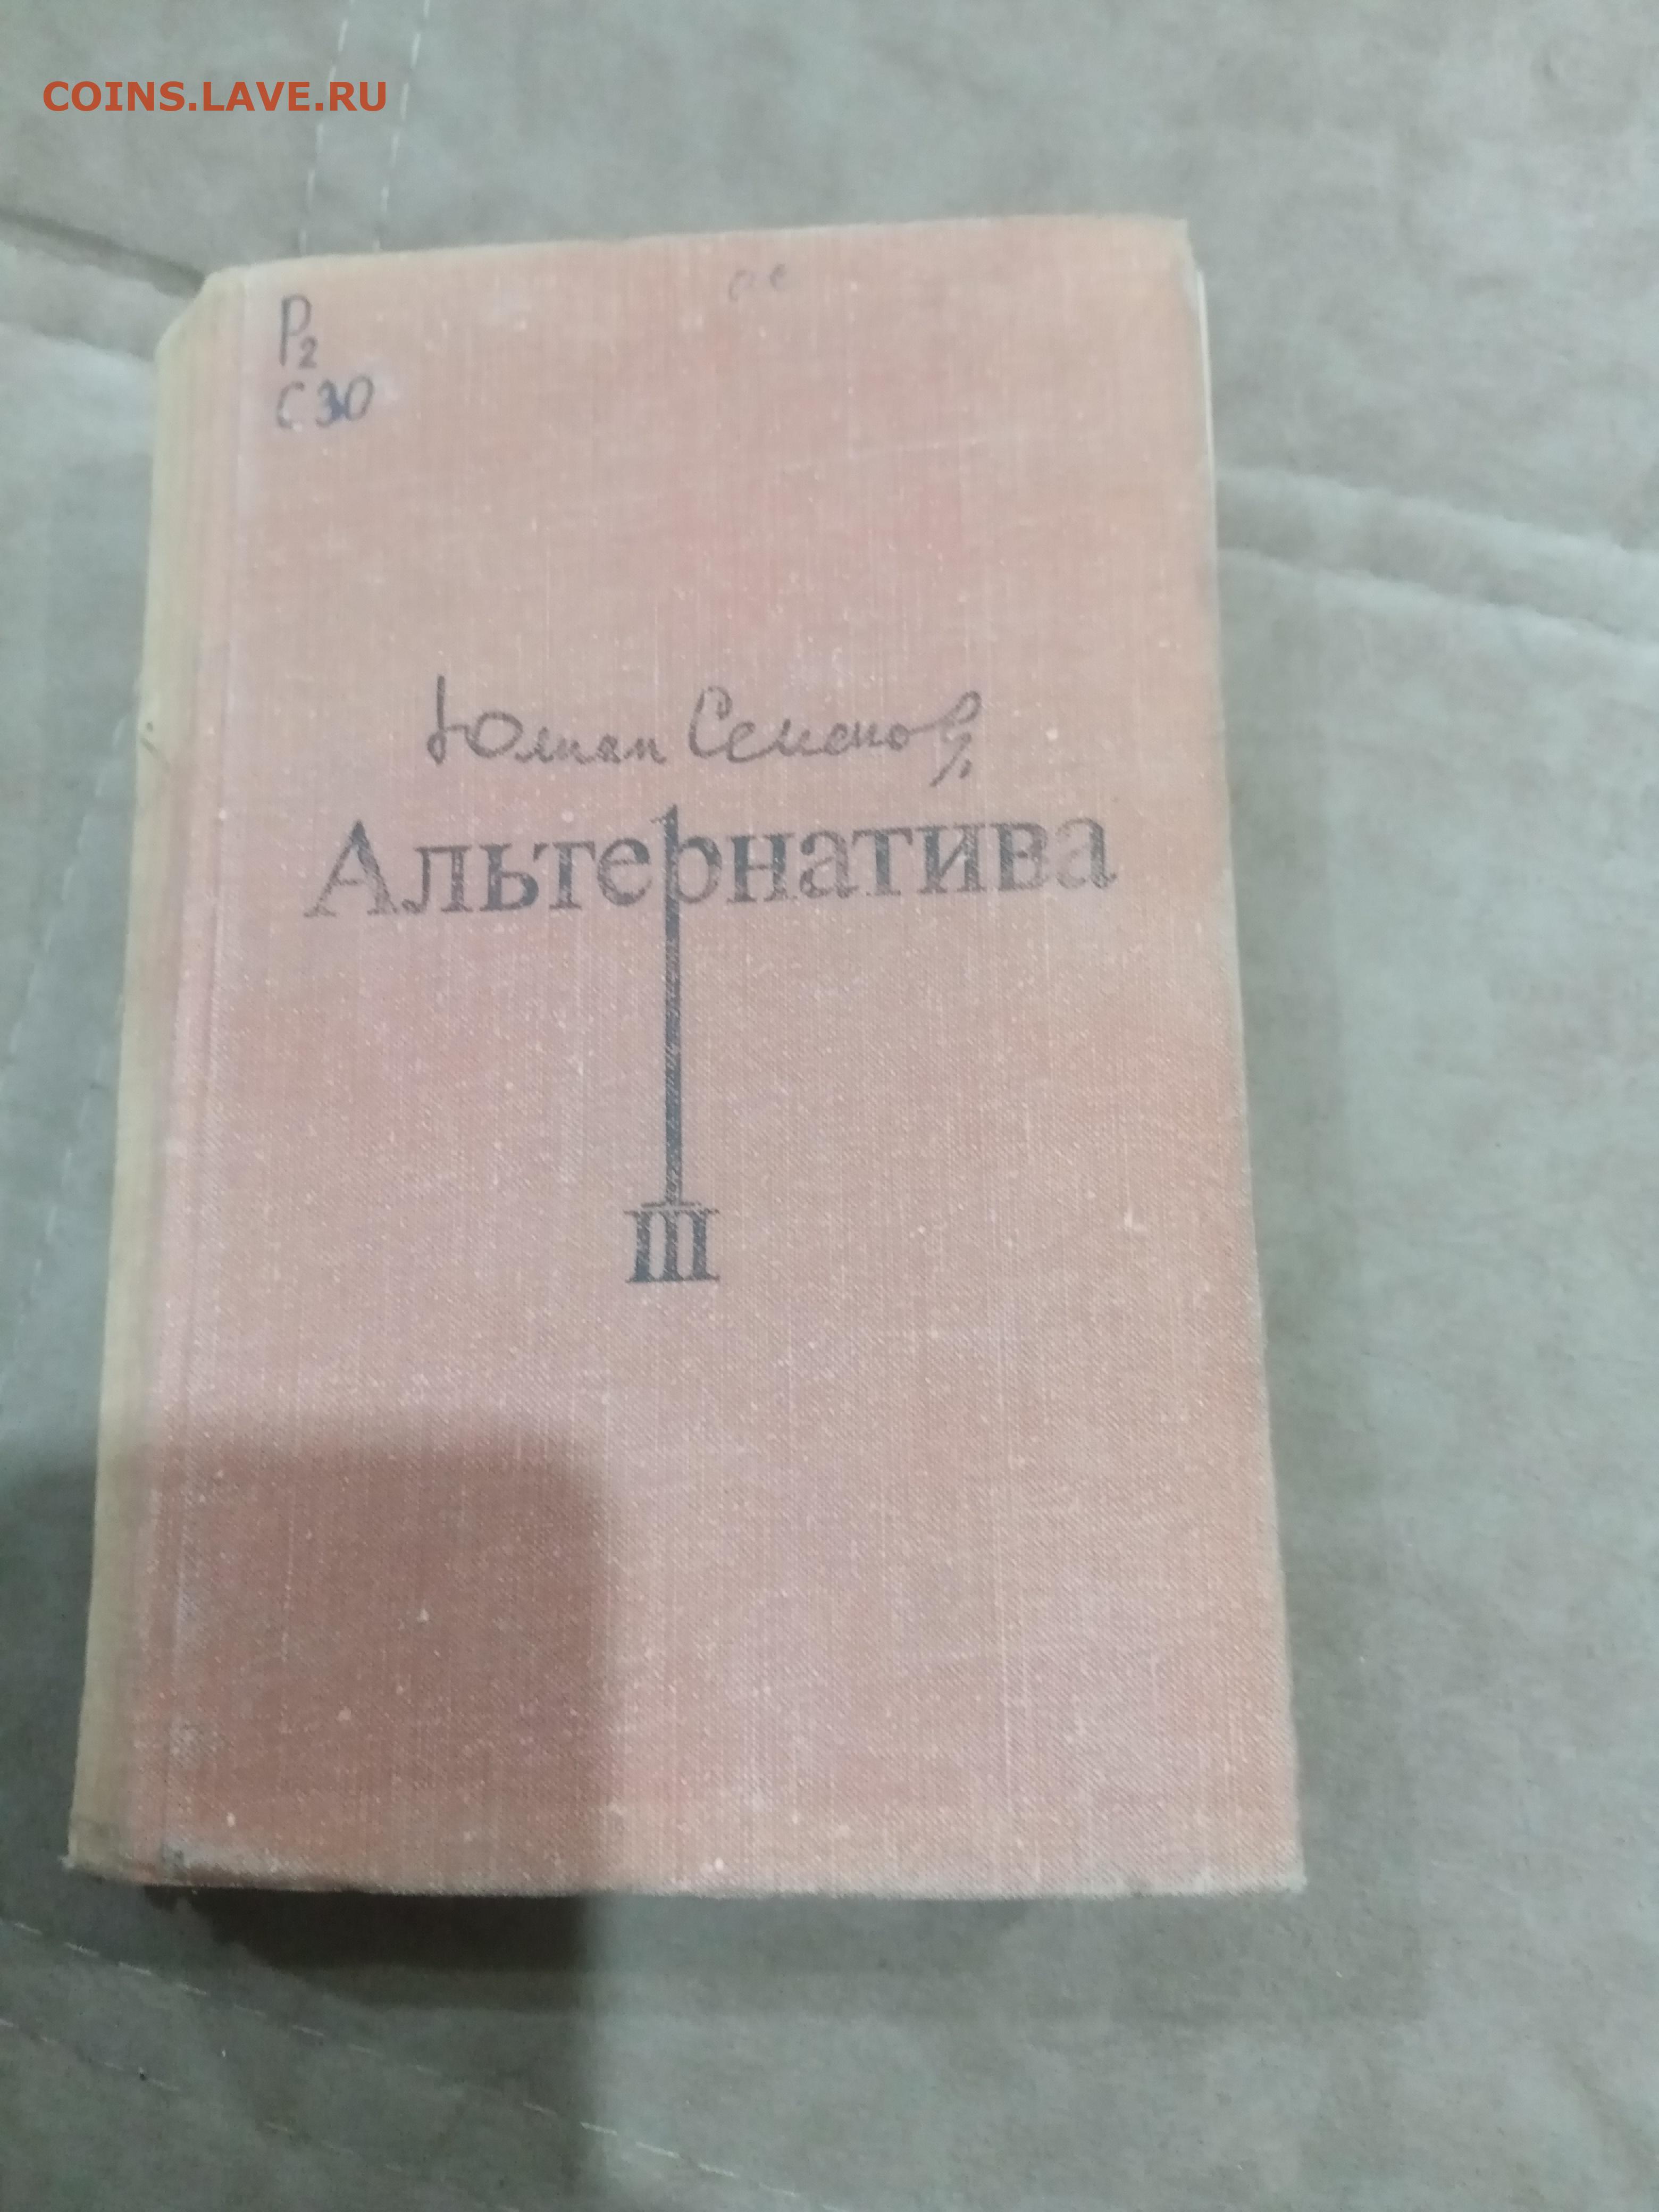 COINS.LAVE.RU
Р2
С30
Юлиан Семенов
Альтернатива
III